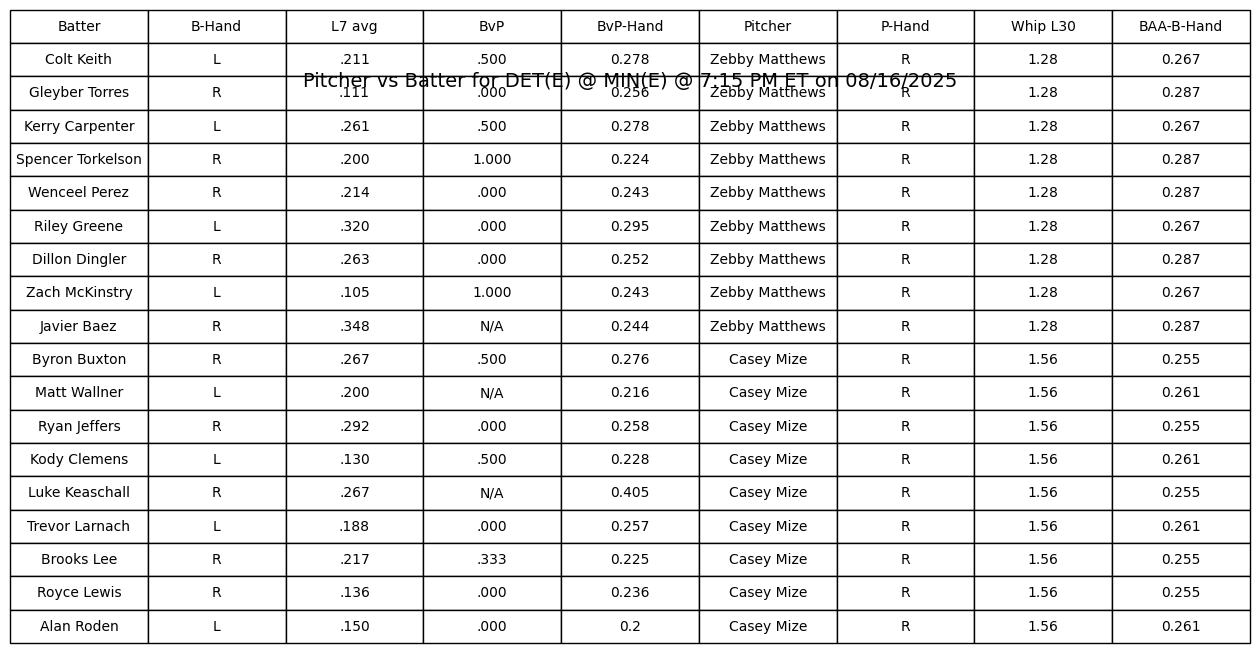 Batter B-Hand L7 avg BvP BvP-Hand Pitcher P-Hand Whip L30 BAA-B-Hand
Colt Keith L .211 .500 0.278 Zebby Matthews R 1.28 0.267
Pitcher vs Batter for DET(E) @ MIN(E) @ 7:15 PM ET on 08/16/2025
Gleyber Torres R .111 .000 0.256 Zebby Matthews R 1.28 0.287
Kerry Carpenter L .261 .500 0.278 Zebby Matthews R 1.28 0.267
Spencer Torkelson R .200 1.000 0.224 Zebby Matthews R 1.28 0.287
Wenceel Perez R .214 .000 0.243 Zebby Matthews R 1.28 0.287
Riley Greene L .320 .000 0.295 Zebby Matthews R 1.28 0.267
Dillon Dingler R .263 .000 0.252 Zebby Matthews R 1.28 0.287
Zach McKinstry L .105 1.000 0.243 Zebby Matthews R 1.28 0.267
Javier Baez R .348 N/A 0.244 Zebby Matthews R 1.28 0.287
Byron Buxton R .267 .500 0.276 Casey Mize R 1.56 0.255
Matt Wallner L .200 N/A 0.216 Casey Mize R 1.56 0.261
Ryan Jeffers R .292 .000 0.258 Casey Mize R 1.56 0.255
Kody Clemens L .130 .500 0.228 Casey Mize R 1.56 0.261
Luke Keaschall R .267 N/A 0.405 Casey Mize R 1.56 0.255
Trevor Larnach L .188 .000 0.257 Casey Mize R 1.56 0.261
Brooks Lee R .217 .333 0.225 Casey Mize R 1.56 0.255
Royce Lewis R .136 .000 0.236 Casey Mize R 1.56 0.255
Alan Roden L .150 .000 0.2 Casey Mize R 1.56 0.261